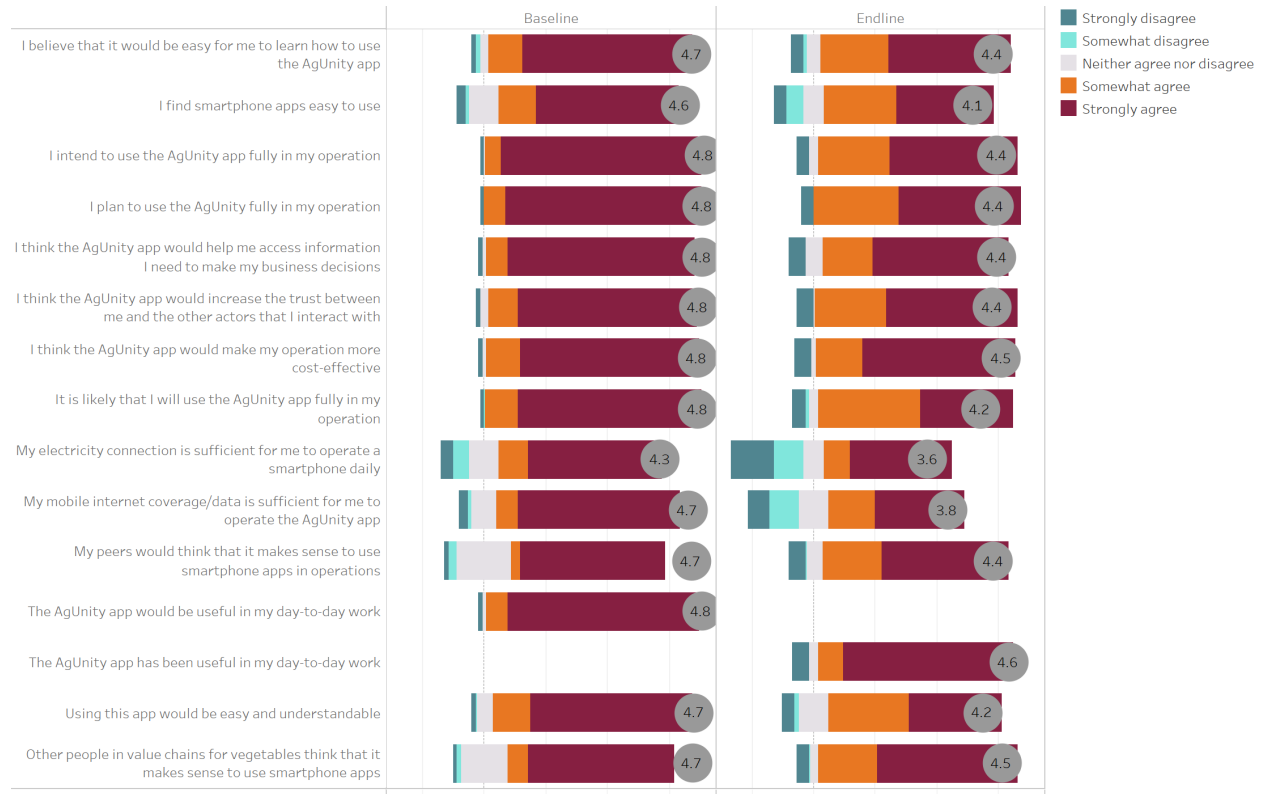 Baseline
Endline
Strongly disagree
Somewhat disagree
Neither agree nor disagree
Somewhat agree
Strongly agree
I believe that it would be easy for me to learn how to use
the AgUnity app
4.7
4.4
I find smartphone apps easy to use
4.6
4.1
I intend to use the AgUnity app fully in my operation
4.8
4.4
I plan to use the AgUnity fully in my operation
4.8
4.4
I think the AgUnity app would help me access information
I need to make my business decisions
4.8
4.4
I think the AgUnity app would increase the trust between
me and the other actors that I interact with
4.8
4.4
I think the AgUnity app would make my operation more
cost-effective
4.8
4.5
It is likely that I will use the AgUnity app fully in my
operation
4.8
4.2
My electricity connection is sufficient for me to operate a
smartphone daily
4.3
3.6
My mobile internet coverage/data is sufficient for me to
operate the AgUnity app
4.7
3.8
My peers would think that it makes sense to use
smartphone apps in operations
4.7
4.4
The AgUnity app would be useful in my day-to-day work
4.8
The AgUnity app has been useful in my day-to-day work
4.6
Using this app would be easy and understandable
4.7
4.2
Other people in value chains for vegetables think that it
makes sense to use smartphone apps
4.7
4.5